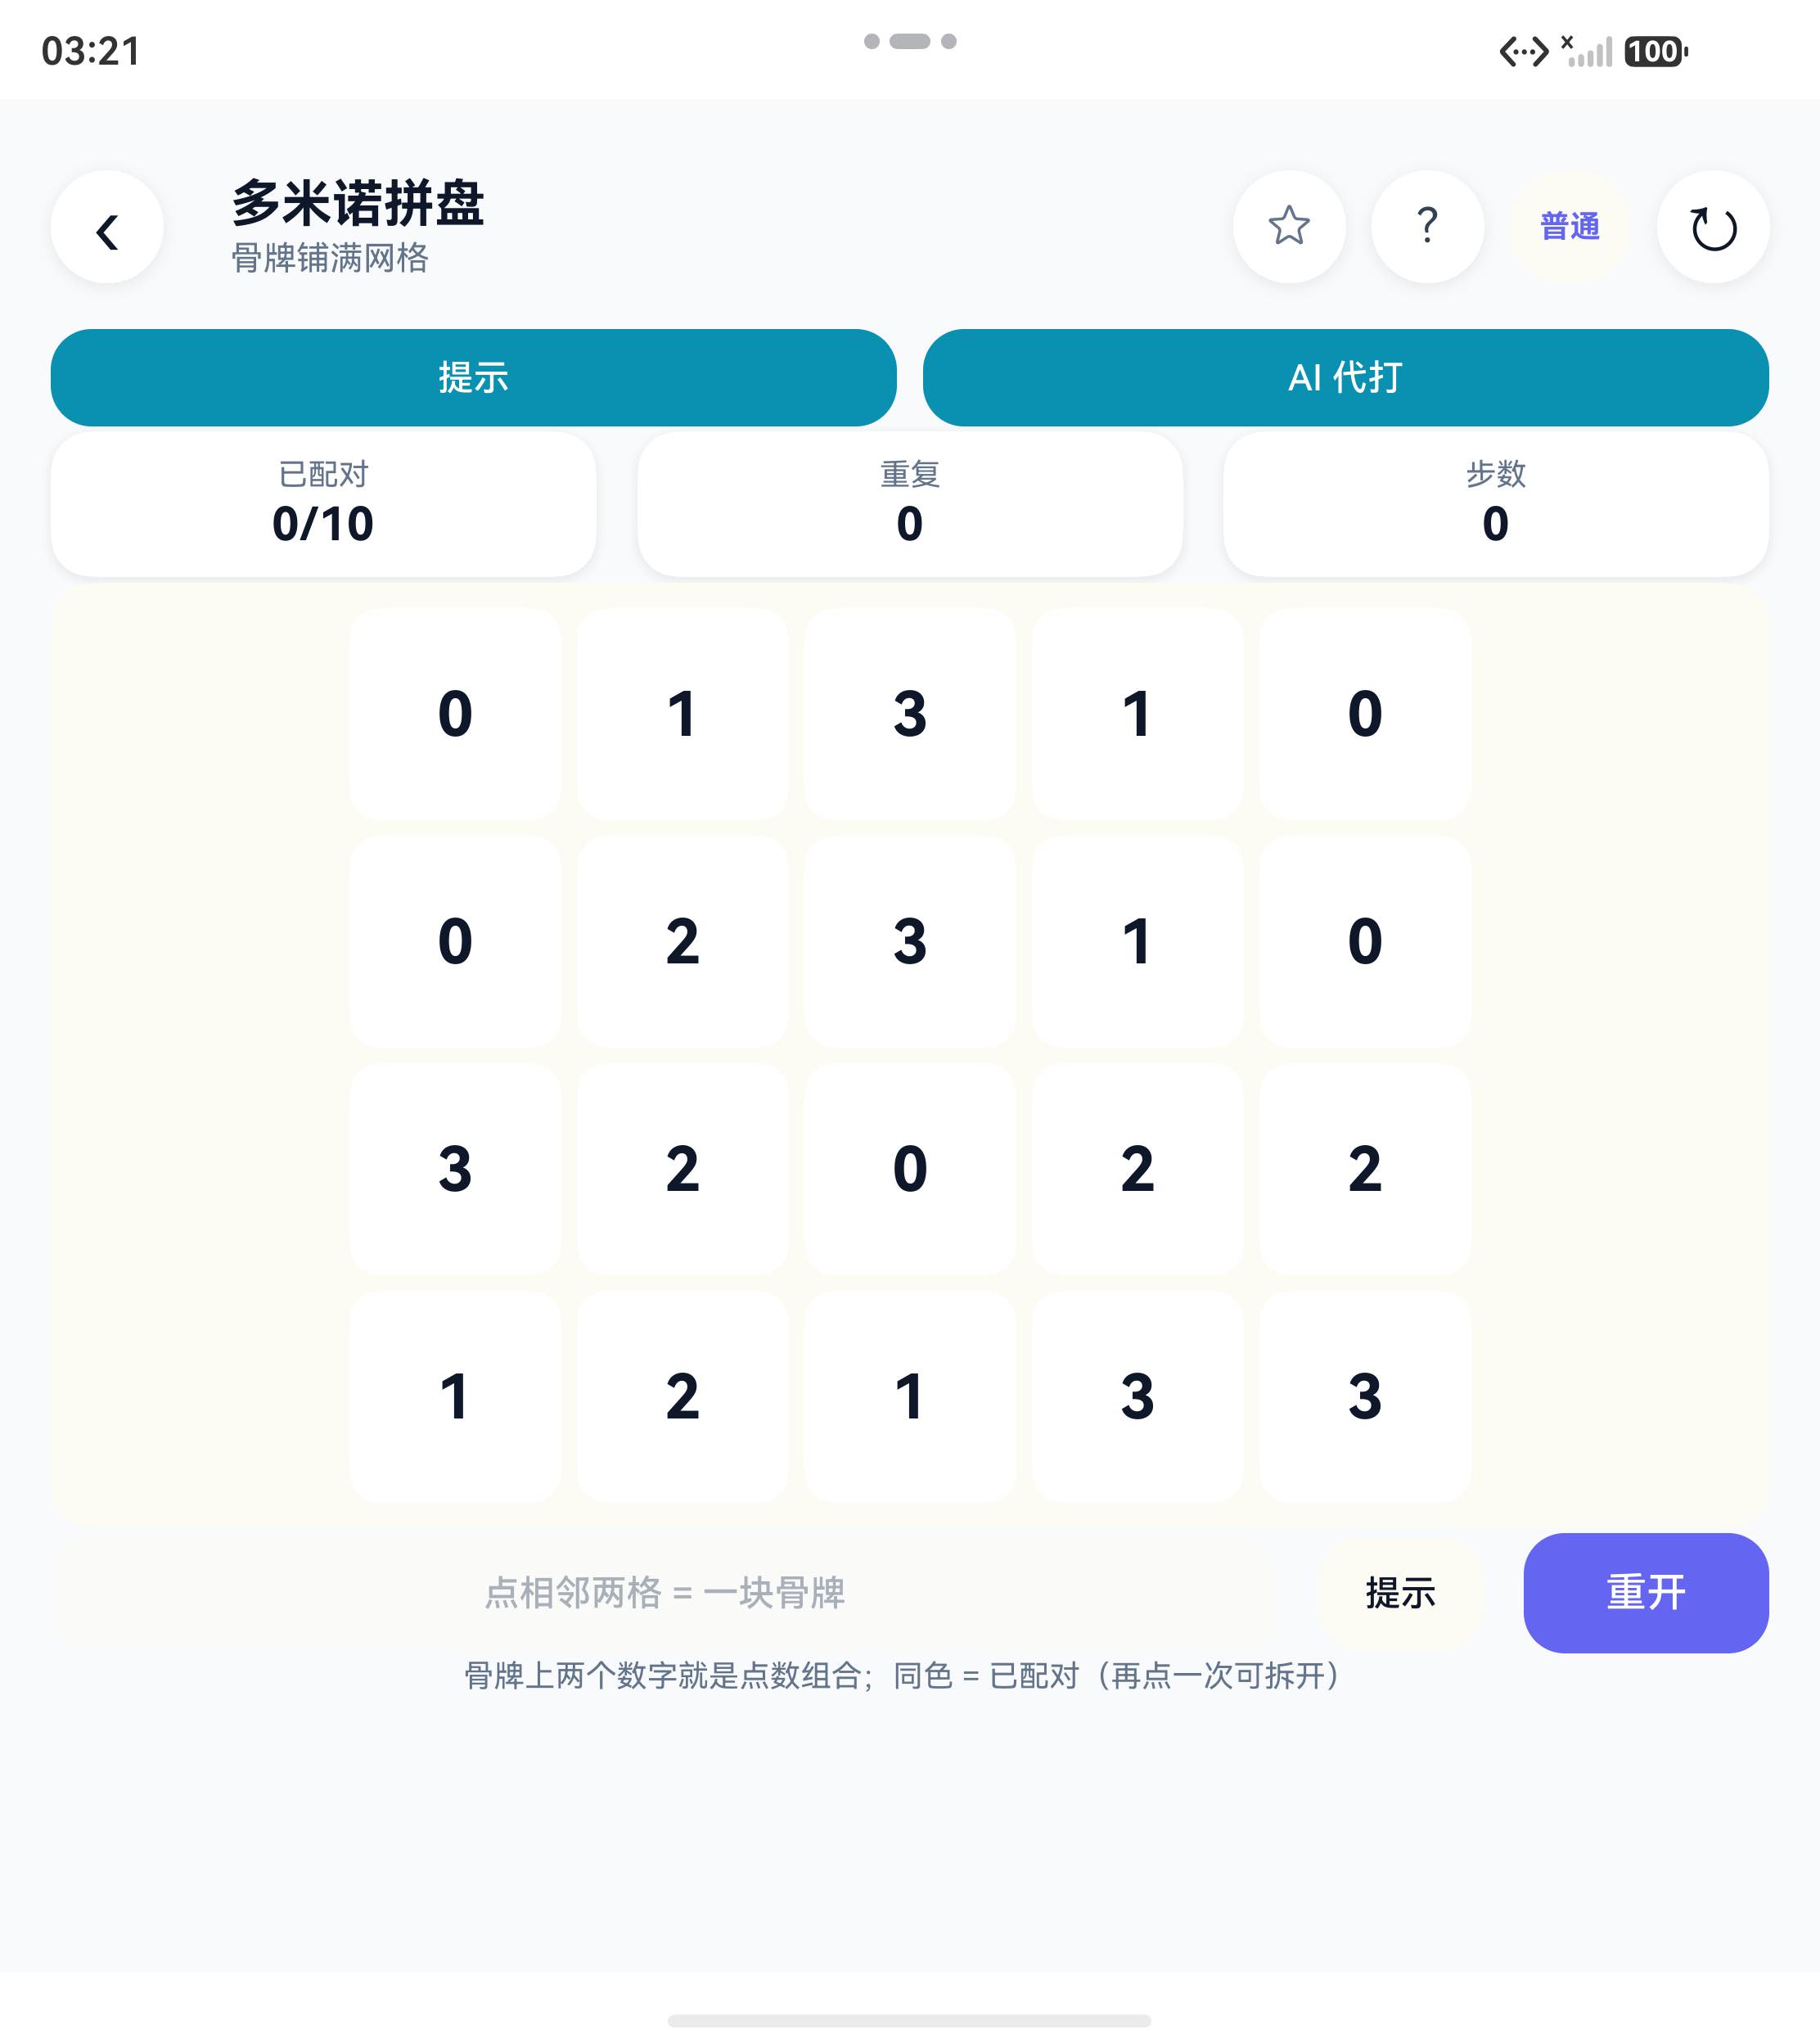 03:21
100
多米诺拼盘
骨牌铺满网格
?
普通
提示
AI 代打
已配对
重复
步数
0/10
0
0
0 1 3 1 0
0 2 3 1 0
3 2 0 2 2
1 2 1 3 3
点相邻两格 = 一块骨牌
提示
重开
骨牌上两个数字就是点数组合；同色 = 已配对（再点一次可拆开）